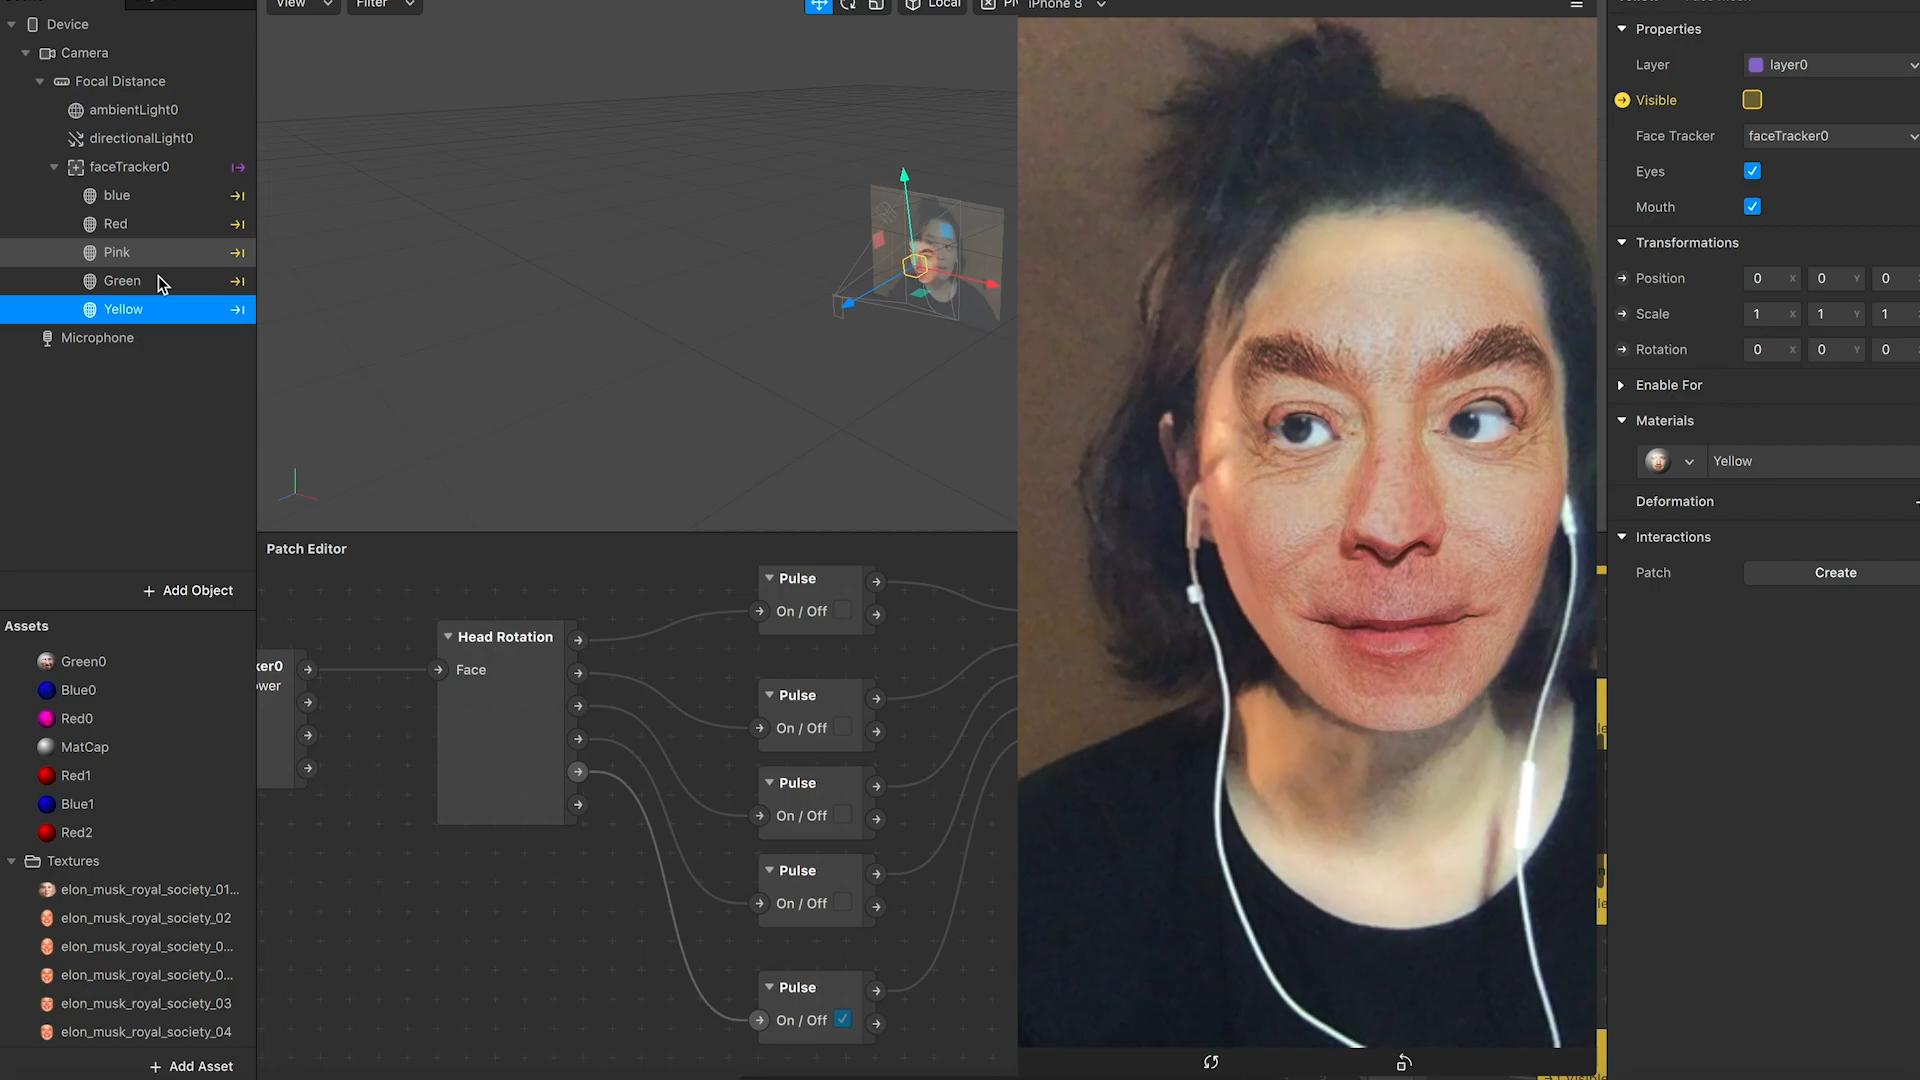 View
Filter
Local
iPhone 8
Device
Camera
Focal Distance
ambientLight0
directionalLight0
faceTracker0
blue
Red
Pink
Green
Yellow
Microphone
+ Add Object
Assets
Green0
Blue0
Red0
MatCap
Red1
Blue1
Red2
Textures
elon_musk_royal_society_01...
elon_musk_royal_society_02
elon_musk_royal_society_0...
elon_musk_royal_society_0...
elon_musk_royal_society_03
elon_musk_royal_society_04
+ Add Asset
Patch Editor
ker0
ower
Head Rotation
Face
Pulse
On / Off
Pulse
On / Off
Pulse
On / Off
Pulse
On / Off
Pulse
On / Off
Properties
Layer layer0
Visible
Face Tracker faceTracker0
Eyes
Mouth
Transformations
Position 0 X 0 Y 0
Scale 1 X 1 Y 1
Rotation 0 X 0 Y 0
Enable For
Materials
Yellow
Deformation
Interactions
Patch Create